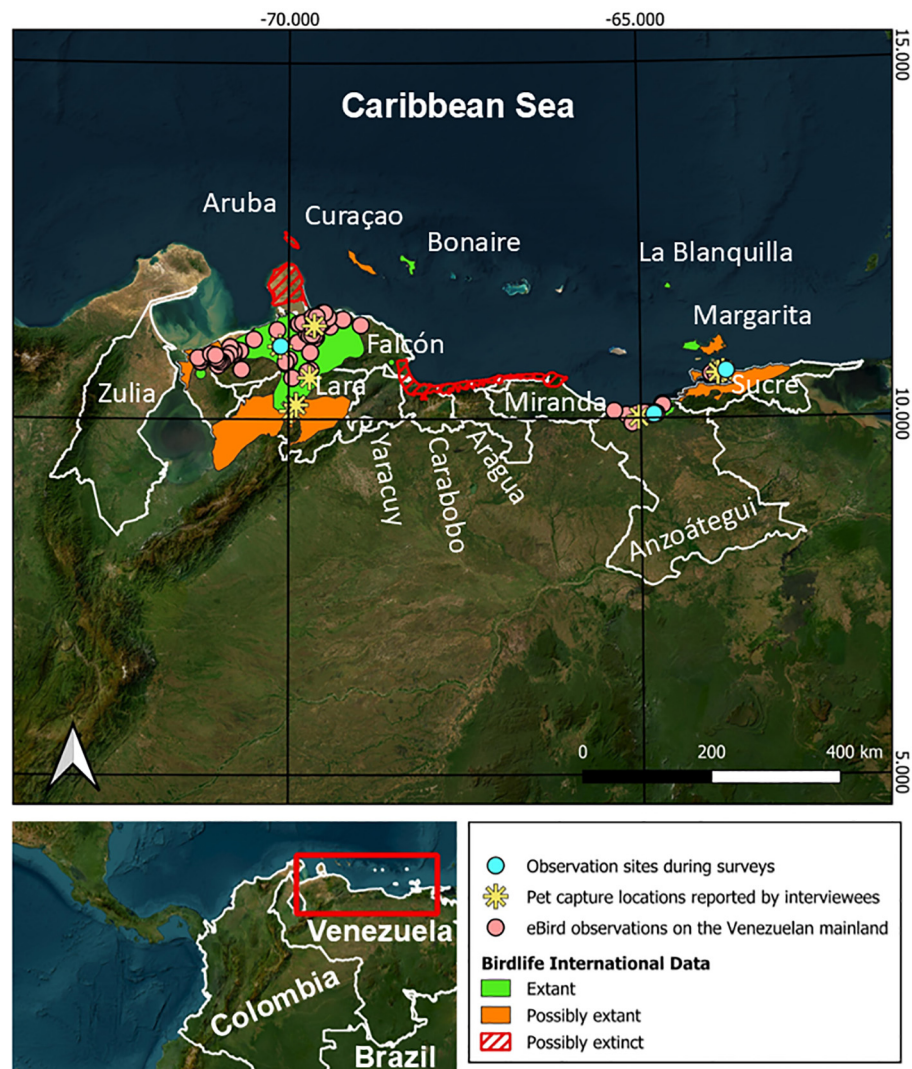 -70.000
-65.000
15.000
Caribbean Sea
Aruba
Curaçao
Bonaire
La Blanquilla
Margarita
Falcón
Zulia
Lara
Miranda
Sucre
10.000
Yaracuy
Carabobo
Aragua
Anzoátegui
0
200
400 km
5.000
Venezuela
Colombia
Brazil
Observation sites during surveys
Pet capture locations reported by interviewees
eBird observations on the Venezuelan mainland
Birdlife International Data
Extant
Possibly extant
Possibly extinct